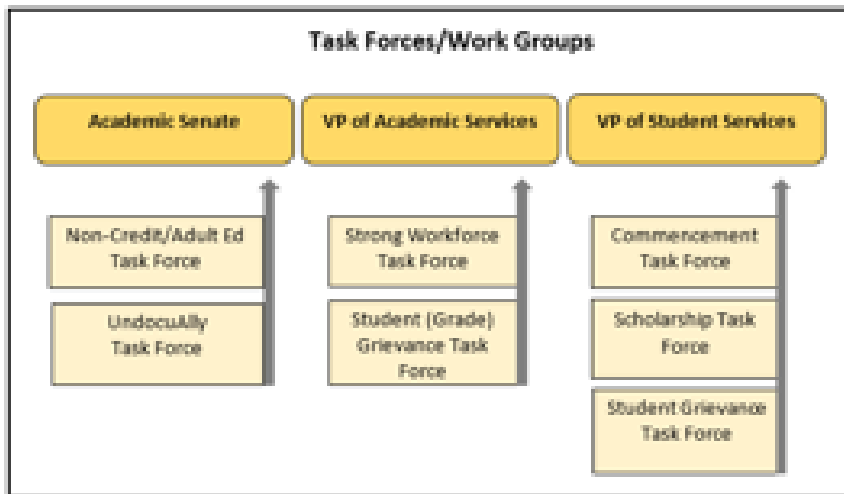 Task Forces/Work Groups
Academic Senate
VP of Academic Services
VP of Student Services
Non-Credit/Adult Ed
Task Force
UndocuAlly
Task Force
Strong Workforce
Task Force
Student (Grade)
Grievance Task
Force
Commencement
Task Force
Scholarship Task
Force
Student Grievance
Task Force